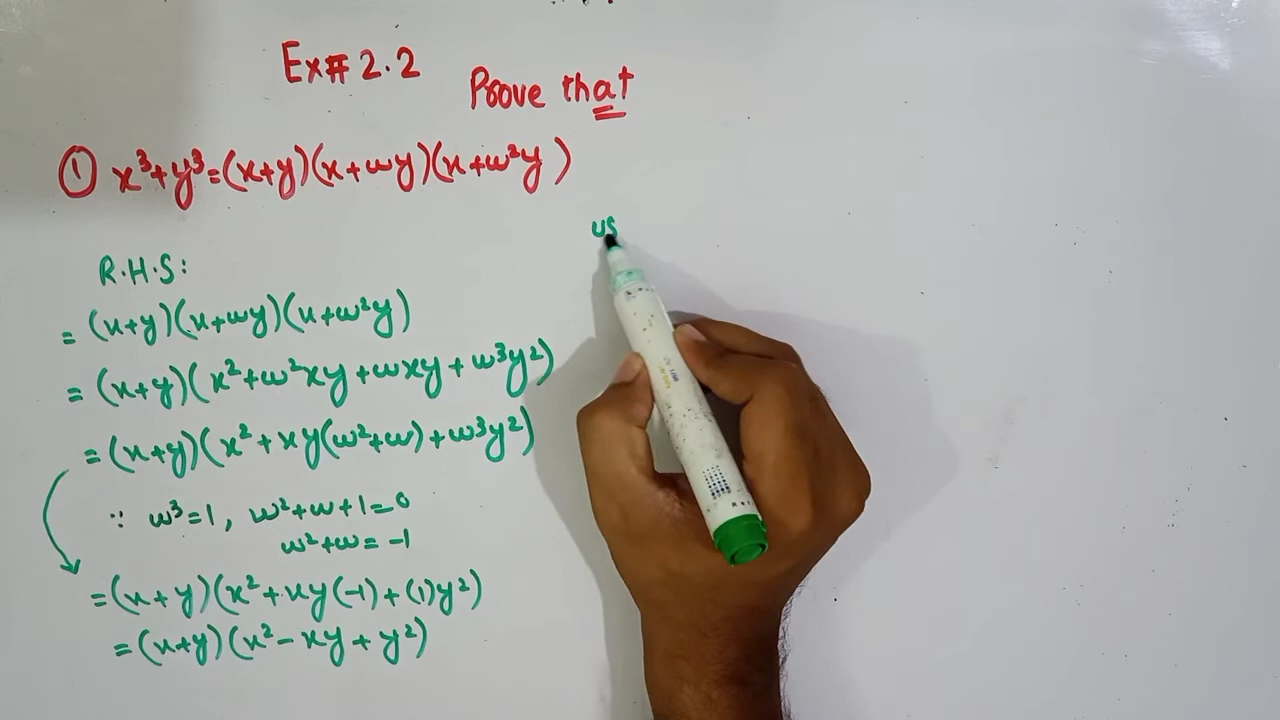 Ex# 2.2
Prove that
① x³+y³=(x+y)(x+ωy)(x+ω²y)
R.H.S:
= (x+y)(x+ωy)(x+ω²y)
= (x+y)(x²+ω²xy+ωxy+ω³y²)
= (x+y)(x²+xy(ω²+ω)+ω³y²)
∵ ω³=1, ω²+ω+1=0
ω²+ω=-1
=(x+y)(x²+xy(-1)+(1)y²)
=(x+y)(x²-xy+y²)
us